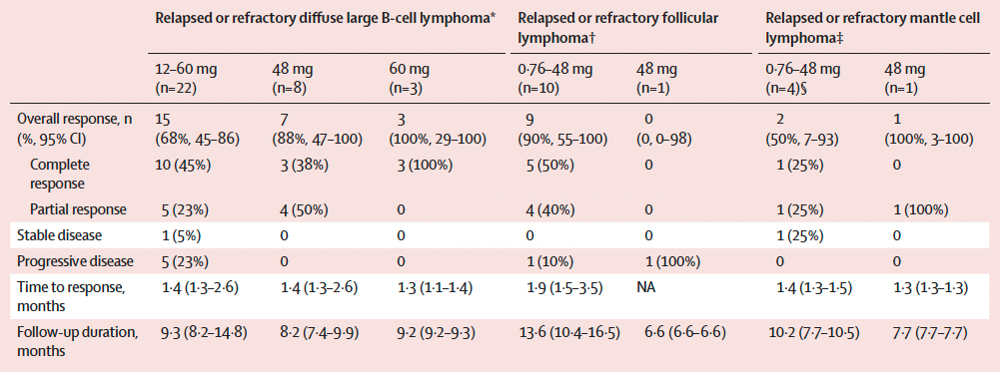 Relapsed or refractory diffuse large B-cell lymphoma* Relapsed or refractory follicular lymphoma† Relapsed or refractory mantle cell lymphoma‡
12–60 mg (n=22) 48 mg (n=8) 60 mg (n=3) 0·76–48 mg (n=10) 48 mg (n=1) 0·76–48 mg (n=4)§ 48 mg (n=1)
Overall response, n (%, 95% CI) 15 (68%, 45–86) 7 (88%, 47–100) 3 (100%, 29–100) 9 (90%, 55–100) 0 (0, 0–98) 2 (50%, 7–93) 1 (100%, 3–100)
Complete response 10 (45%) 3 (38%) 3 (100%) 5 (50%) 0 1 (25%) 0
Partial response 5 (23%) 4 (50%) 0 4 (40%) 0 1 (25%) 1 (100%)
Stable disease 1 (5%) 0 0 0 0 1 (25%) 0
Progressive disease 5 (23%) 0 0 1 (10%) 1 (100%) 0 0
Time to response, months 1·4 (1·3–2·6) 1·4 (1·3–2·6) 1·3 (1·1–1·4) 1·9 (1·5–3·5) NA 1·4 (1·3–1·5) 1·3 (1·3–1·3)
Follow-up duration, months 9·3 (8·2–14·8) 8·2 (7·4–9·9) 9·2 (9·2–9·3) 13·6 (10·4–16·5) 6·6 (6·6–6·6) 10·2 (7·7–10·5) 7·7 (7·7–7·7)